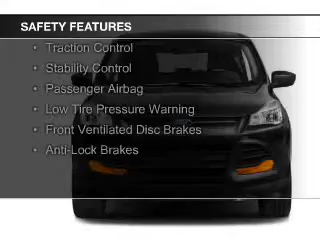 SAFETY FEATURES
• Traction Control
• Stability Control
• Passenger Airbag
• Low Tire Pressure Warning
• Front Ventilated Disc Brakes
• Anti-Lock Brakes